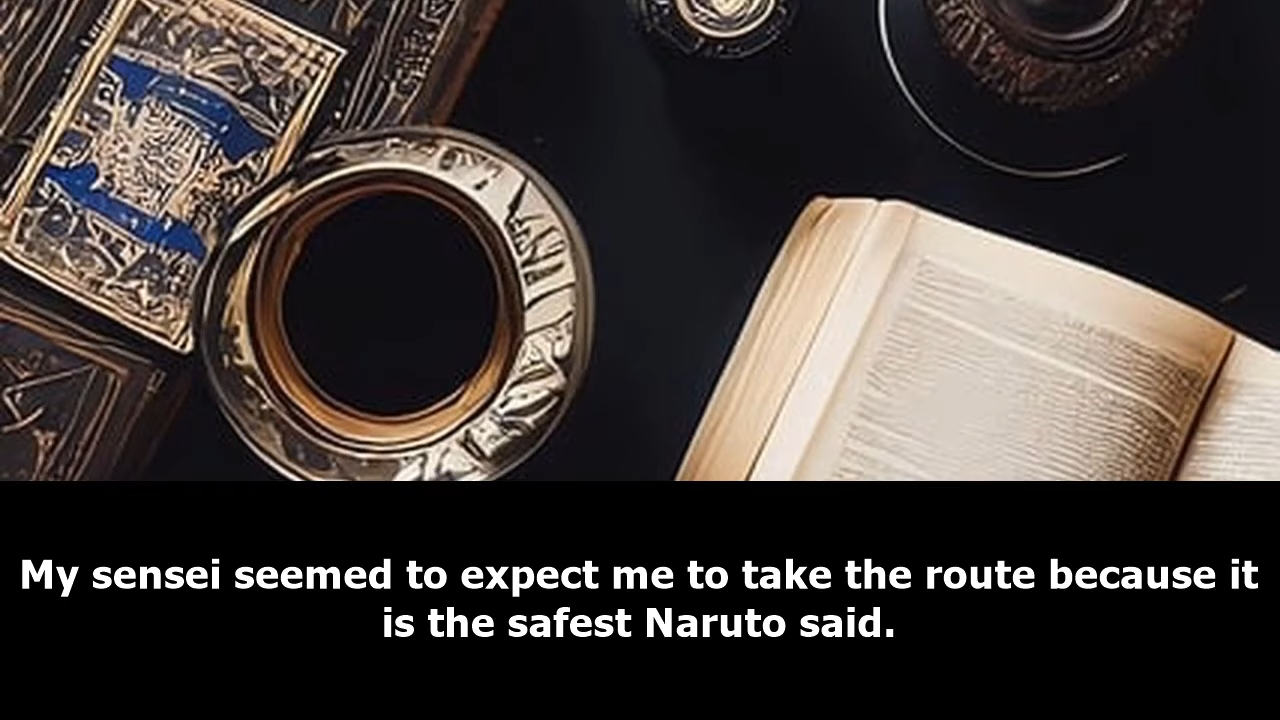 My sensei seemed to expect me to take the route because it
is the safest Naruto said.